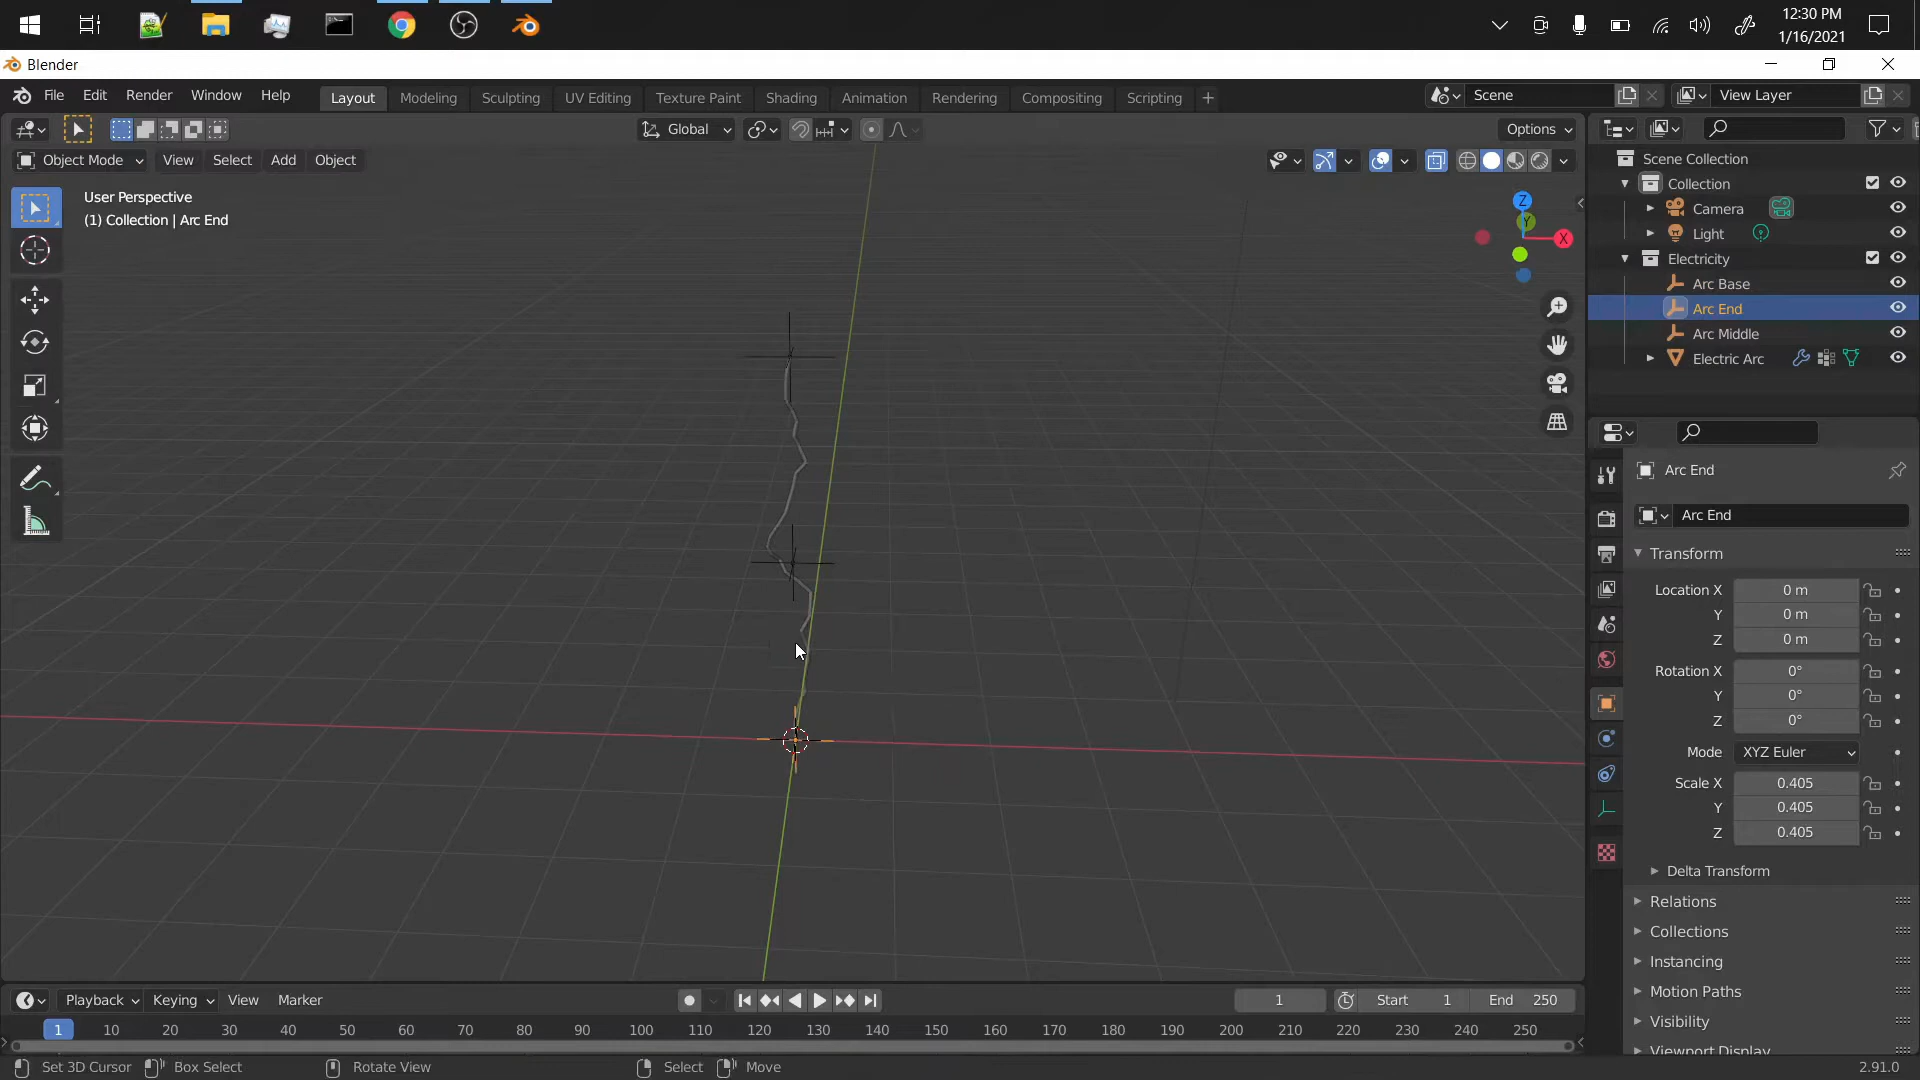 12:30 PM
1/16/2021
Blender
File Edit Render Window Help
Layout Modeling Sculpting UV Editing Texture Paint Shading Animation Rendering Compositing Scripting +
Scene
View Layer
Global
Options
Object Mode View Select Add Object
User Perspective
(1) Collection | Arc End
Z
Y
X
Scene Collection
Collection
Camera
Light
Electricity
Arc Base
Arc End
Arc Middle
Electric Arc
Arc End
Arc End
Transform
Location X 0 m
Y 0 m
Z 0 m
Rotation X 0°
Y 0°
Z 0°
Mode XYZ Euler
Scale X 0.405
Y 0.405
Z 0.405
Delta Transform
Relations
Collections
Instancing
Motion Paths
Visibility
Viewport Display
Playback Keying View Marker
1 Start 1 End 250
1 10 20 30 40 50 60 70 80 90 100 110 120 130 140 150 160 170 180 190 200 210 220 230 240 250
Set 3D Cursor Box Select Rotate View Select Move 2.91.0